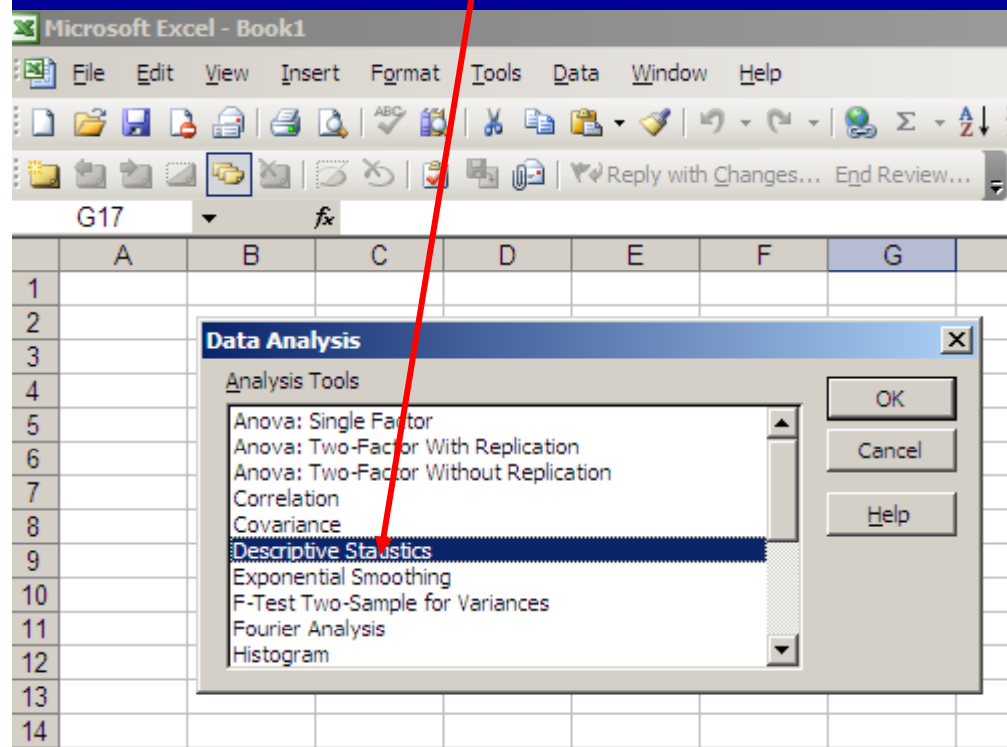 Microsoft Excel - Book1
File Edit View Insert Format Tools Data Window Help
ABC Σ A Z
Reply with Changes... End Review...
G17 fx
A B C D E F G
1
2
Data Analysis
3
Analysis Tools
4
OK
Anova: Single Factor
5
Anova: Two-Factor With Replication
6
Cancel
Anova: Two-Factor Without Replication
7
Correlation
Help
8
Covariance
Descriptive Statistics
9
Exponential Smoothing
10
F-Test Two-Sample for Variances
11
Fourier Analysis
12
Histogram
13
14